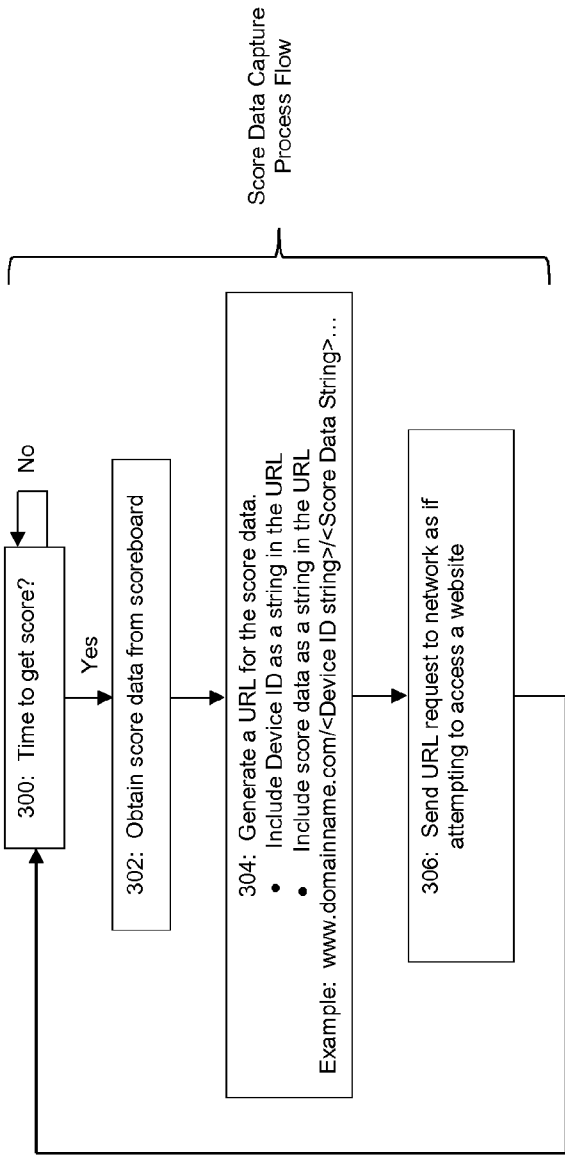 300: Time to get score?
No
Yes
302: Obtain score data from scoreboard
304: Generate a URL for the score data.
• Include Device ID as a string in the URL
• Include score data as a string in the URL
Example: www.domainname.com/<Device ID string>/<Score Data String>...
306: Send URL request to network as if
attempting to access a website
Score Data Capture
Process Flow